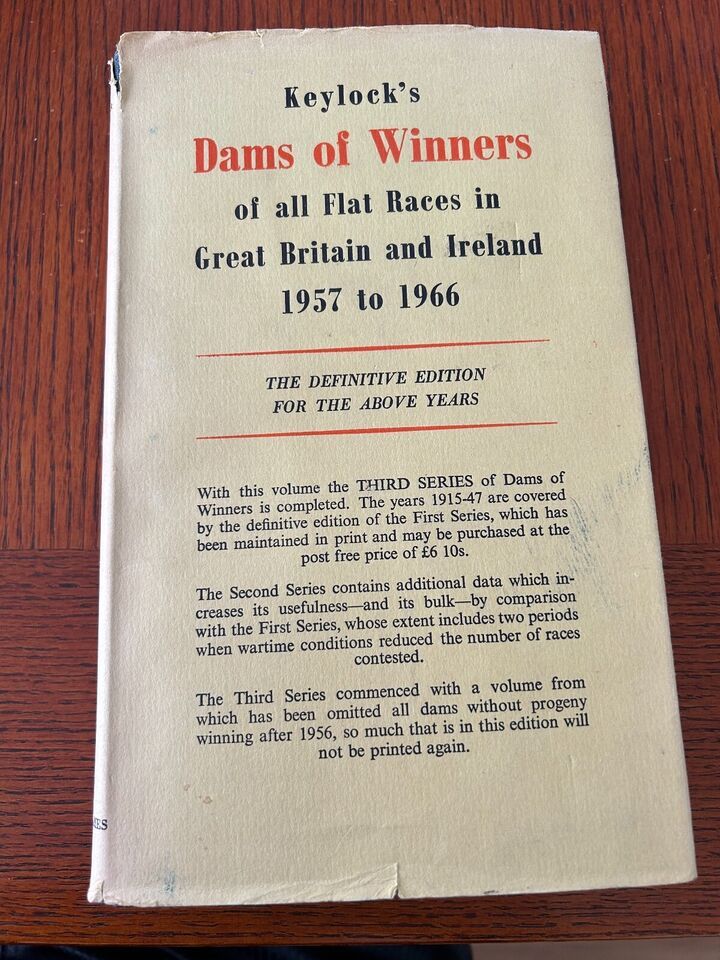 Keylock's
Dams of Winners
of all Flat Races in
Great Britain and Ireland
1957 to 1966
THE DEFINITIVE EDITION
FOR THE ABOVE YEARS
With this volume the THIRD SERIES of Dams of
Winners is completed. The years 1915-47 are covered
by the definitive edition of the First Series, which has
been maintained in print and may be purchased at the
post free price of £6 10s.
The Second Series contains additional data which in-
creases its usefulness—and its bulk—by comparison
with the First Series, whose extent includes two periods
when wartime conditions reduced the number of races
contested.
The Third Series commenced with a volume from
which has been omitted all dams without progeny
winning after 1956, so much that is in this edition will
not be printed again.